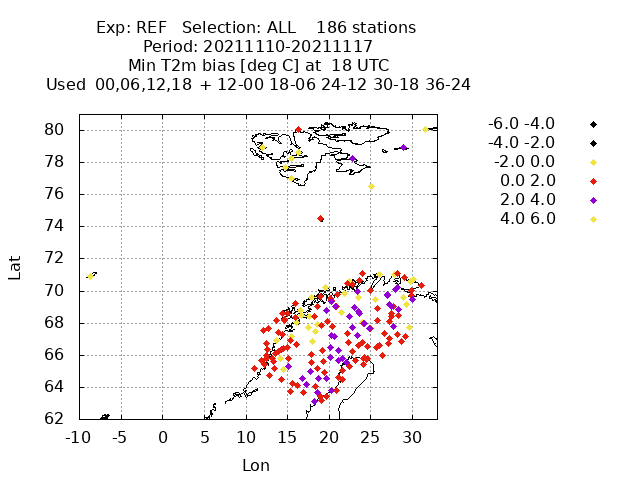 Exp: REF Selection: ALL 186 stations
Period: 20211110-20211117
Min T2m bias [deg C] at 18 UTC
Used 00,06,12,18 + 12-00 18-06 24-12 30-18 36-24
80
78
76
74
72
70
68
66
64
62
Lat
-10 -5 0 5 10 15 20 25 30
Lon
-6.0 -4.0
-4.0 -2.0
-2.0 0.0
0.0 2.0
2.0 4.0
4.0 6.0